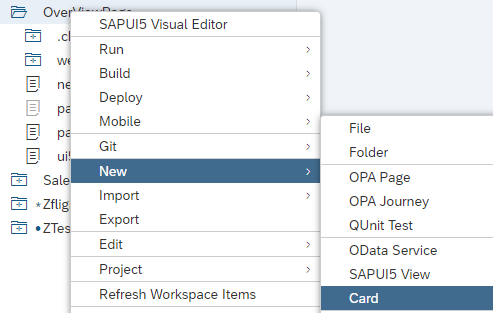 OverViewPage
SAPUI5 Visual Editor
Run
Build
Deploy
Mobile
Git
New
Import
Export
Edit
Project
Refresh Workspace Items
File
Folder
OPA Page
OPA Journey
QUnit Test
OData Service
SAPUI5 View
Card
.c
we
ne
pa
pa
ui
Sale
*Zflig
ZTes